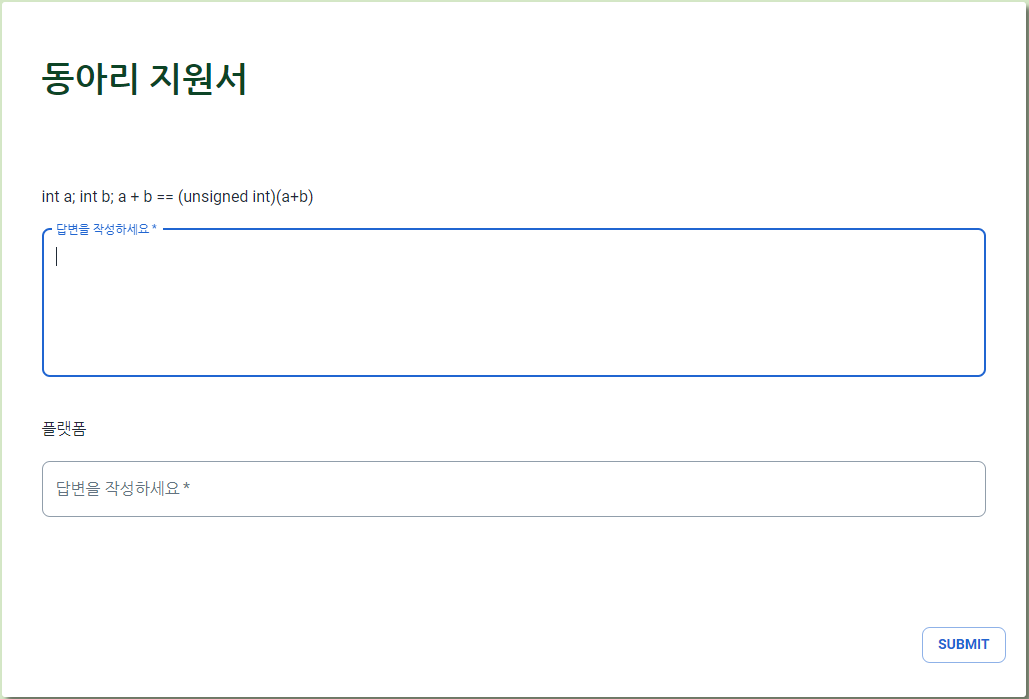 동아리 지원서
int a; int b; a + b == (unsigned int)(a+b)
답변을 작성하세요 *
플랫폼
답변을 작성하세요 *
SUBMIT